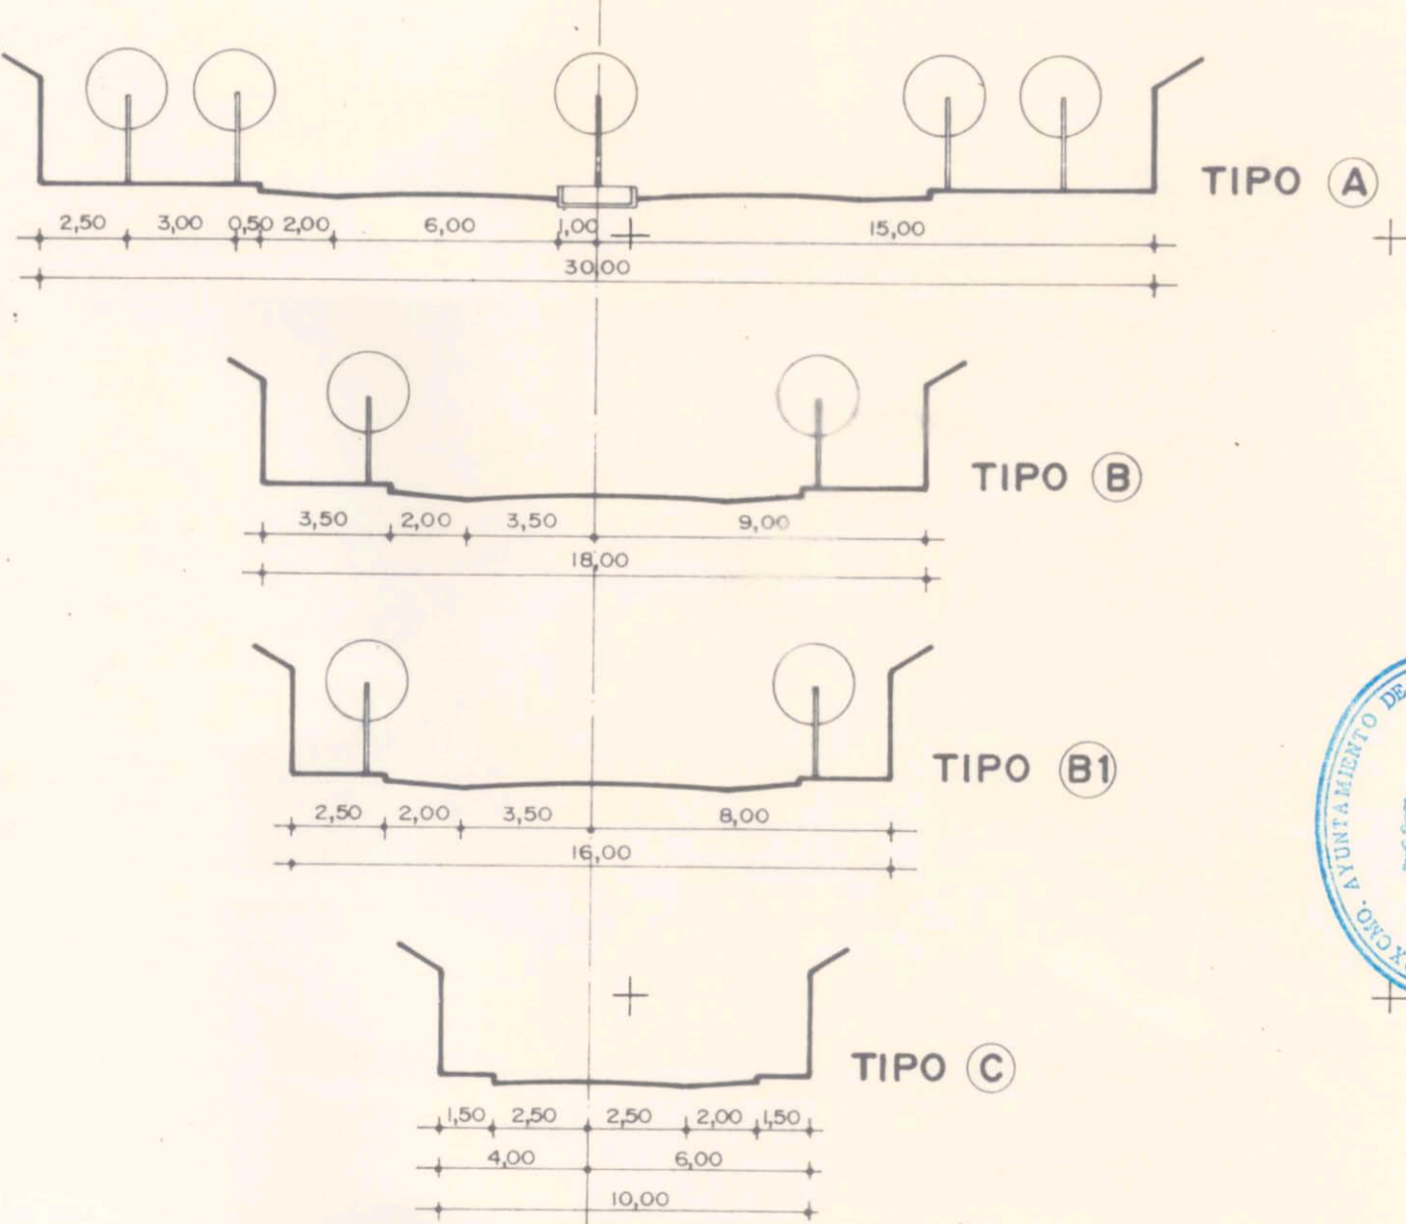 TIPO A
2,50 3,00 0,50 2,00 6,00 1,00 15,00
30,00
TIPO B
3,50 2,00 3,50 9,00
18,00
TIPO B1
2,50 2,00 3,50 8,00
16,00
EXCMO. AYUNTAMIENTO DE
TIPO C
1,50 2,50 2,50 2,00 1,50
4,00 6,00
10,00